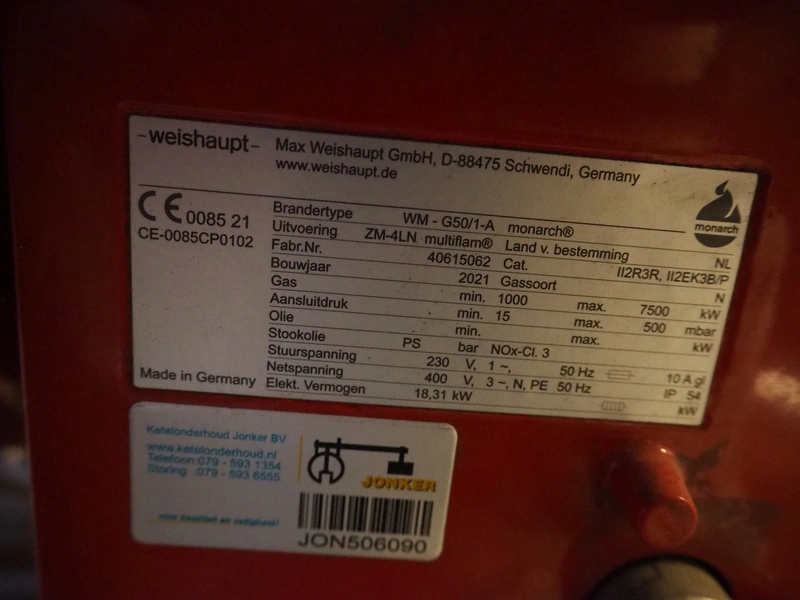 -weishaupt-
Max Weishaupt GmbH, D-88475 Schwendi, Germany
www.weishaupt.de
monarch
CE 0085 21
CE-0085CP0102
Brandertype WM - G50/1-A monarch®
Uitvoering ZM-4LN multiflam® Land v. bestemming NL
Fabr.Nr. 40615062 Cat. II2R3R, II2EK3B/P
Bouwjaar 2021 Gassoort N
Gas min. 1000 max. 7500 kW
Aansluitdruk min. 15 max. 500 mbar
Olie min. max. kW
Stookolie PS bar NOx-Cl. 3
Stuurspanning 230 V, 1 ~, 50 Hz 10 A gl
Netspanning 400 V, 3 ~, N, PE 50 Hz IP 54
Elekt. Vermogen 18,31 kW kW
Made in Germany
Ketelonderhoud Jonker BV
www.ketelonderhoud.nl
Telefoon:079 - 593 1354
Storing :079 - 593 6555
JONKER
voor kwaliteit en veiligheid!
JON506090